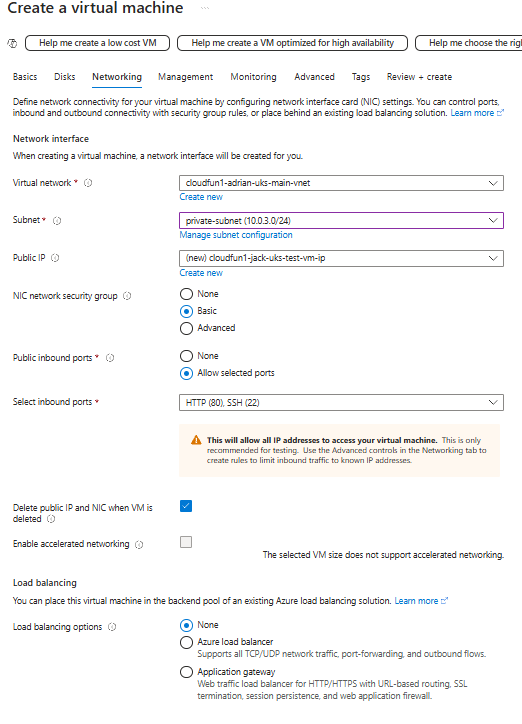 Create a virtual machine ...
Help me create a low cost VM
Help me create a VM optimized for high availability
Help me choose the rig
Basics Disks Networking Management Monitoring Advanced Tags Review + create
Define network connectivity for your virtual machine by configuring network interface card (NIC) settings. You can control ports,
inbound and outbound connectivity with security group rules, or place behind an existing load balancing solution. Learn more
Network interface
When creating a virtual machine, a network interface will be created for you.
Virtual network *
cloudfun1-adrian-uks-main-vnet
Create new
Subnet *
private-subnet (10.0.3.0/24)
Manage subnet configuration
Public IP
(new) cloudfun1-jack-uks-test-vm-ip
Create new
NIC network security group
None
Basic
Advanced
Public inbound ports *
None
Allow selected ports
Select inbound ports *
HTTP (80), SSH (22)
This will allow all IP addresses to access your virtual machine. This is only
recommended for testing. Use the Advanced controls in the Networking tab to
create rules to limit inbound traffic to known IP addresses.
Delete public IP and NIC when VM is
deleted
Enable accelerated networking
The selected VM size does not support accelerated networking.
Load balancing
You can place this virtual machine in the backend pool of an existing Azure load balancing solution. Learn more
Load balancing options
None
Azure load balancer
Supports all TCP/UDP network traffic, port-forwarding, and outbound flows.
Application gateway
Web traffic load balancer for HTTP/HTTPS with URL-based routing, SSL
termination, session persistence, and web application firewall.